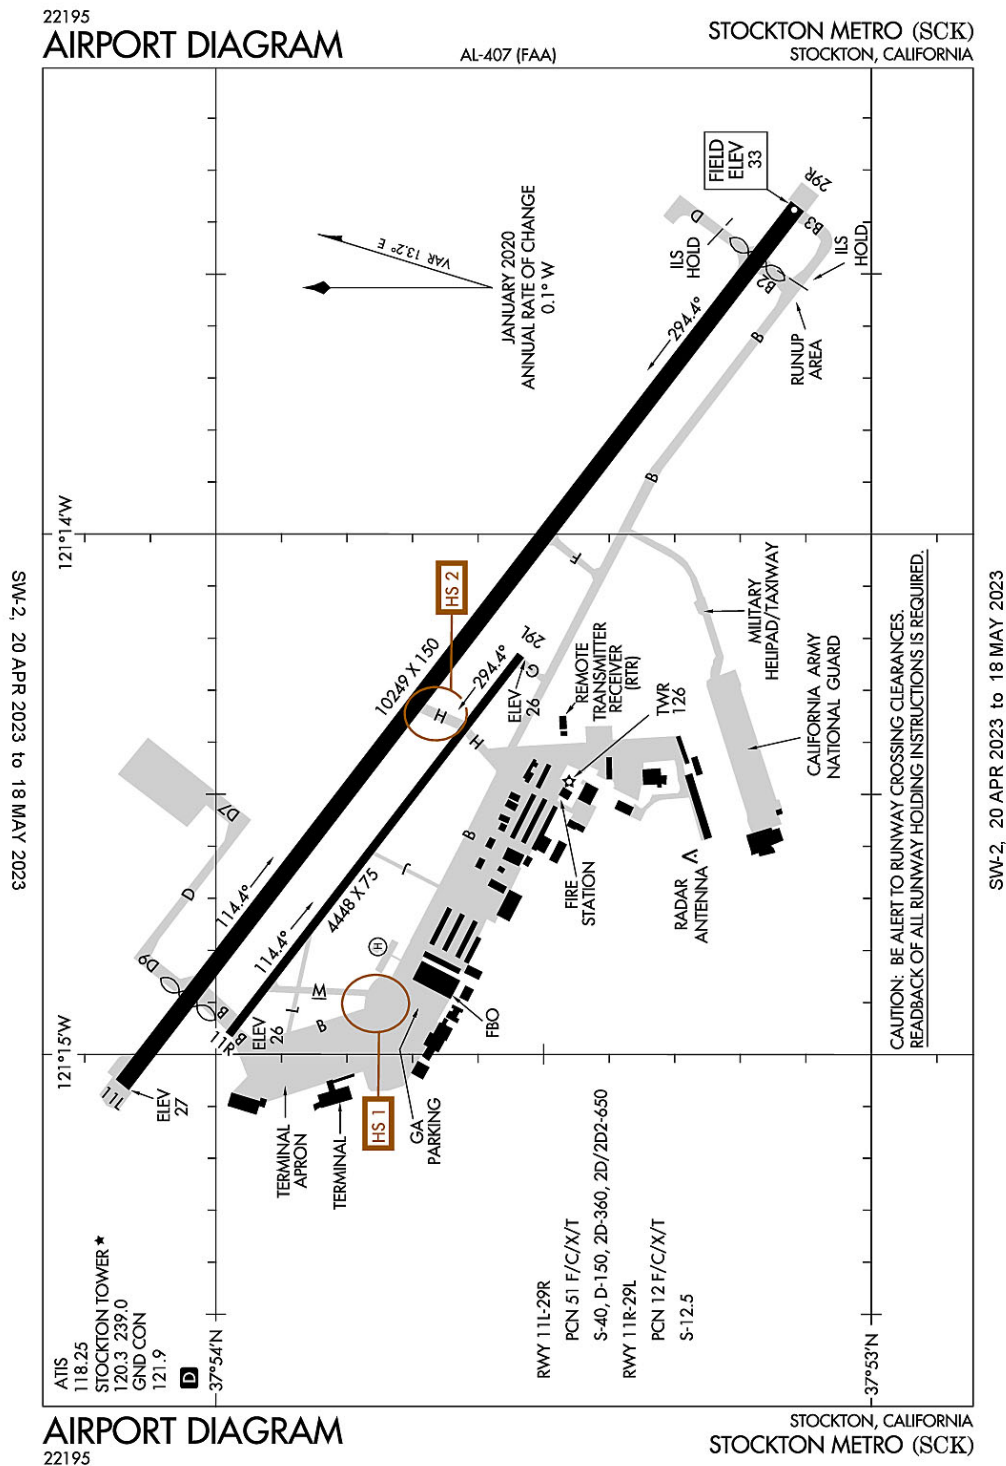 22195
AIRPORT DIAGRAM
AL-407 (FAA)
STOCKTON METRO (SCK)
STOCKTON, CALIFORNIA
ATIS
118.25
STOCKTON TOWER ★
120.3 239.0
GND CON
121.9
D
JANUARY 2020
ANNUAL RATE OF CHANGE
0.1° W
VAR 13.2° E
FIELD
ELEV
33
29R
B3
D
ILS
HOLD
ILS
HOLD
B2
RUNUP
AREA
B
294.4°
B
121°14'W
F
HS 2
10249 X 150
29L
294.4°
G
ELEV
26
H
H
REMOTE
TRANSMITTER
RECEIVER
(RTR)
TWR
126
MILITARY
HELIPAD/TAXIWAY
CALIFORNIA ARMY
NATIONAL GUARD
D7
D
114.4°
B
J
4448 X 75
114.4°
H
FIRE
STATION
RADAR
ANTENNA
D9
B
M
L
B
B
11R
ELEV
26
FBO
121°15'W
11L
ELEV
27
TERMINAL
APRON
TERMINAL
HS 1
GA
PARKING
RWY 11L-29R
PCN 51 F/C/X/T
S-40, D-150, 2D-360, 2D/2D2-650
RWY 11R-29L
PCN 12 F/C/X/T
S-12.5
CAUTION: BE ALERT TO RUNWAY CROSSING CLEARANCES.
READBACK OF ALL RUNWAY HOLDING INSTRUCTIONS IS REQUIRED.
37°54'N
37°53'N
SW-2, 20 APR 2023 to 18 MAY 2023
SW-2, 20 APR 2023 to 18 MAY 2023
AIRPORT DIAGRAM
22195
STOCKTON, CALIFORNIA
STOCKTON METRO (SCK)